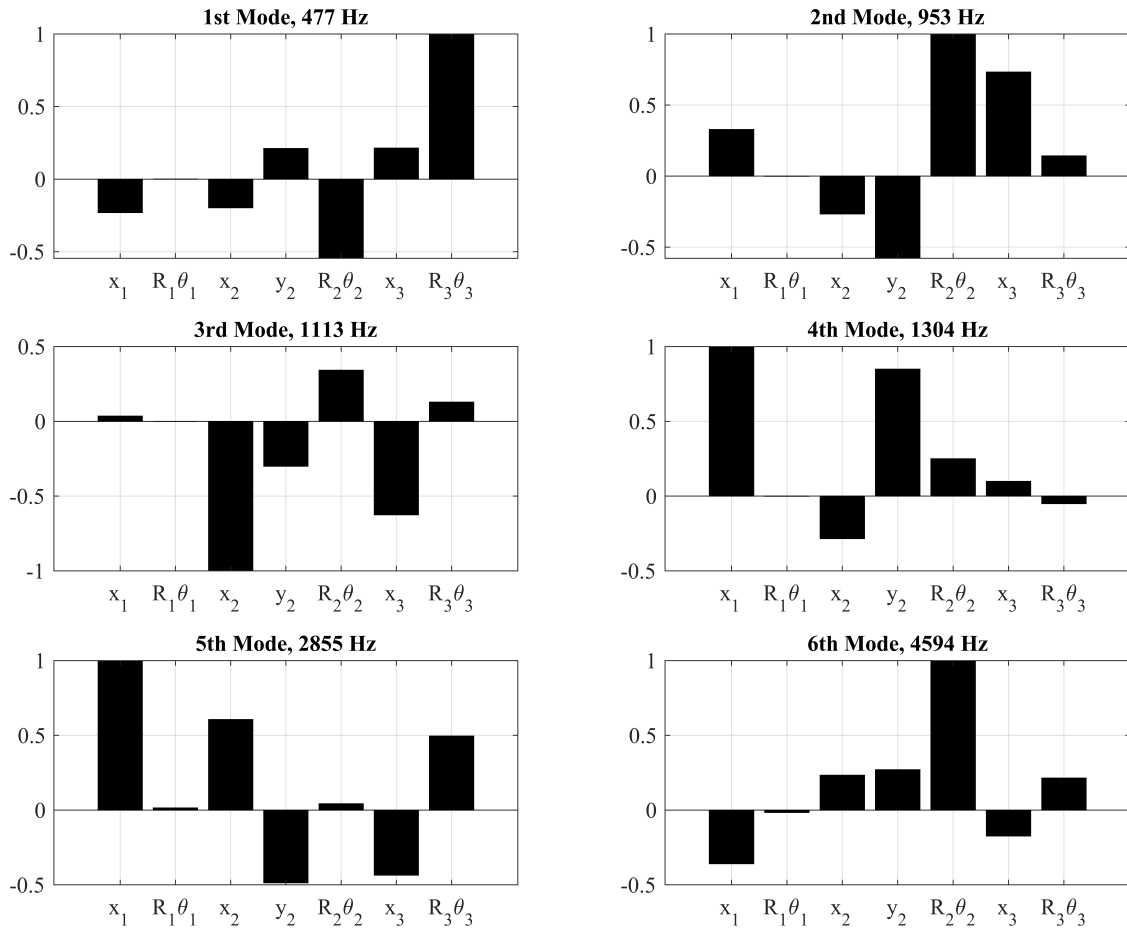 1st Mode, 477 Hz
1
0.5
0
-0.5
x₁ R₁θ₁ x₂ y₂ R₂θ₂ x₃ R₃θ₃
2nd Mode, 953 Hz
1
0.5
0
-0.5
x₁ R₁θ₁ x₂ y₂ R₂θ₂ x₃ R₃θ₃
3rd Mode, 1113 Hz
0.5
0
-0.5
-1
x₁ R₁θ₁ x₂ y₂ R₂θ₂ x₃ R₃θ₃
4th Mode, 1304 Hz
1
0.5
0
-0.5
x₁ R₁θ₁ x₂ y₂ R₂θ₂ x₃ R₃θ₃
5th Mode, 2855 Hz
1
0.5
0
-0.5
x₁ R₁θ₁ x₂ y₂ R₂θ₂ x₃ R₃θ₃
6th Mode, 4594 Hz
1
0.5
0
-0.5
x₁ R₁θ₁ x₂ y₂ R₂θ₂ x₃ R₃θ₃